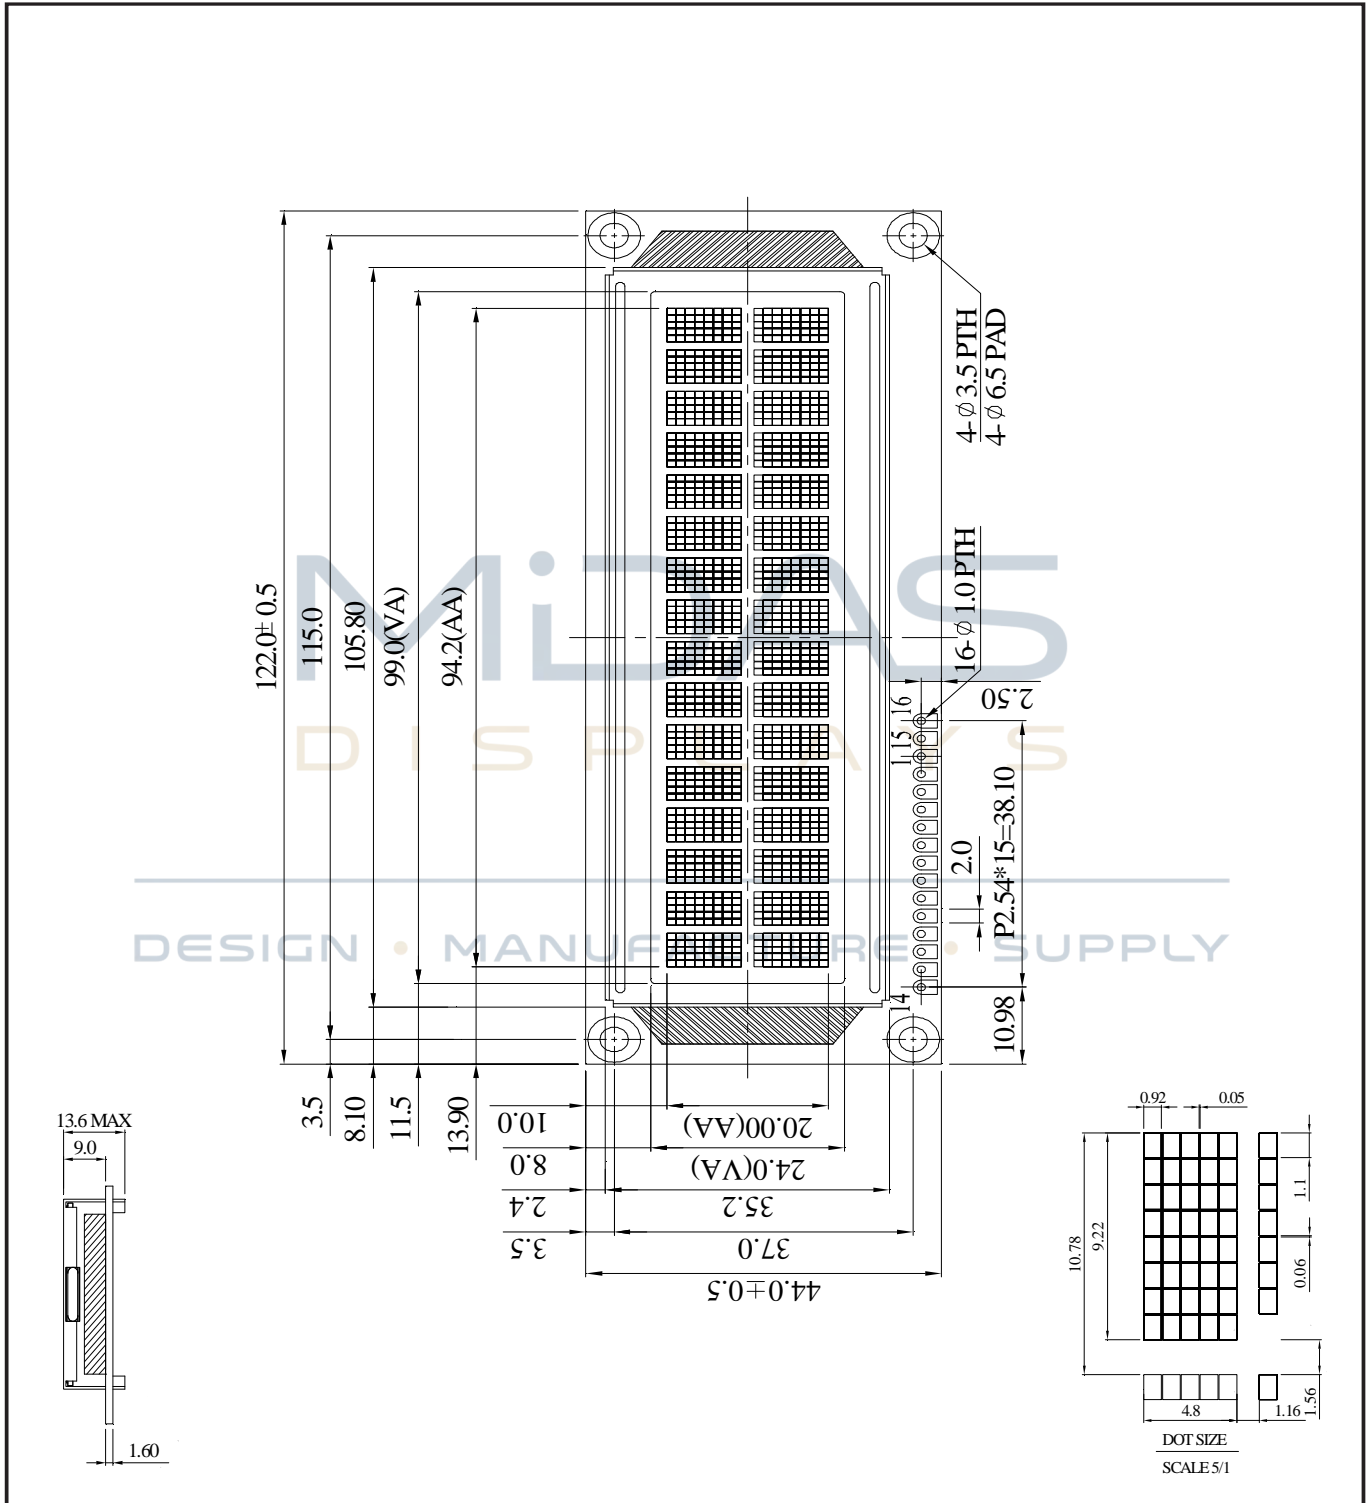 4- Ø 3.5 PTH
4- Ø 6.5 PAD
16- Ø 1.0 PTH
122.0± 0.5
115.0
105.80
99.0(VA)
94.2(AA)
MiDAS
DISPLAYS
DESIGN • MANUFACTURE • SUPPLY
2.50
16
15
1
14
P2.54*15=38.10
2.0
10.98
3.5
8.10
11.5
13.90
10.0
20.00(AA)
8.0
24.0(VA)
2.4
35.2
3.5
37.0
44.0±0.5
13.6 MAX
9.0
1.60
0.92
0.05
10.78
9.22
1.1
0.06
1.56
4.8
1.16
DOT SIZE
SCALE 5/1